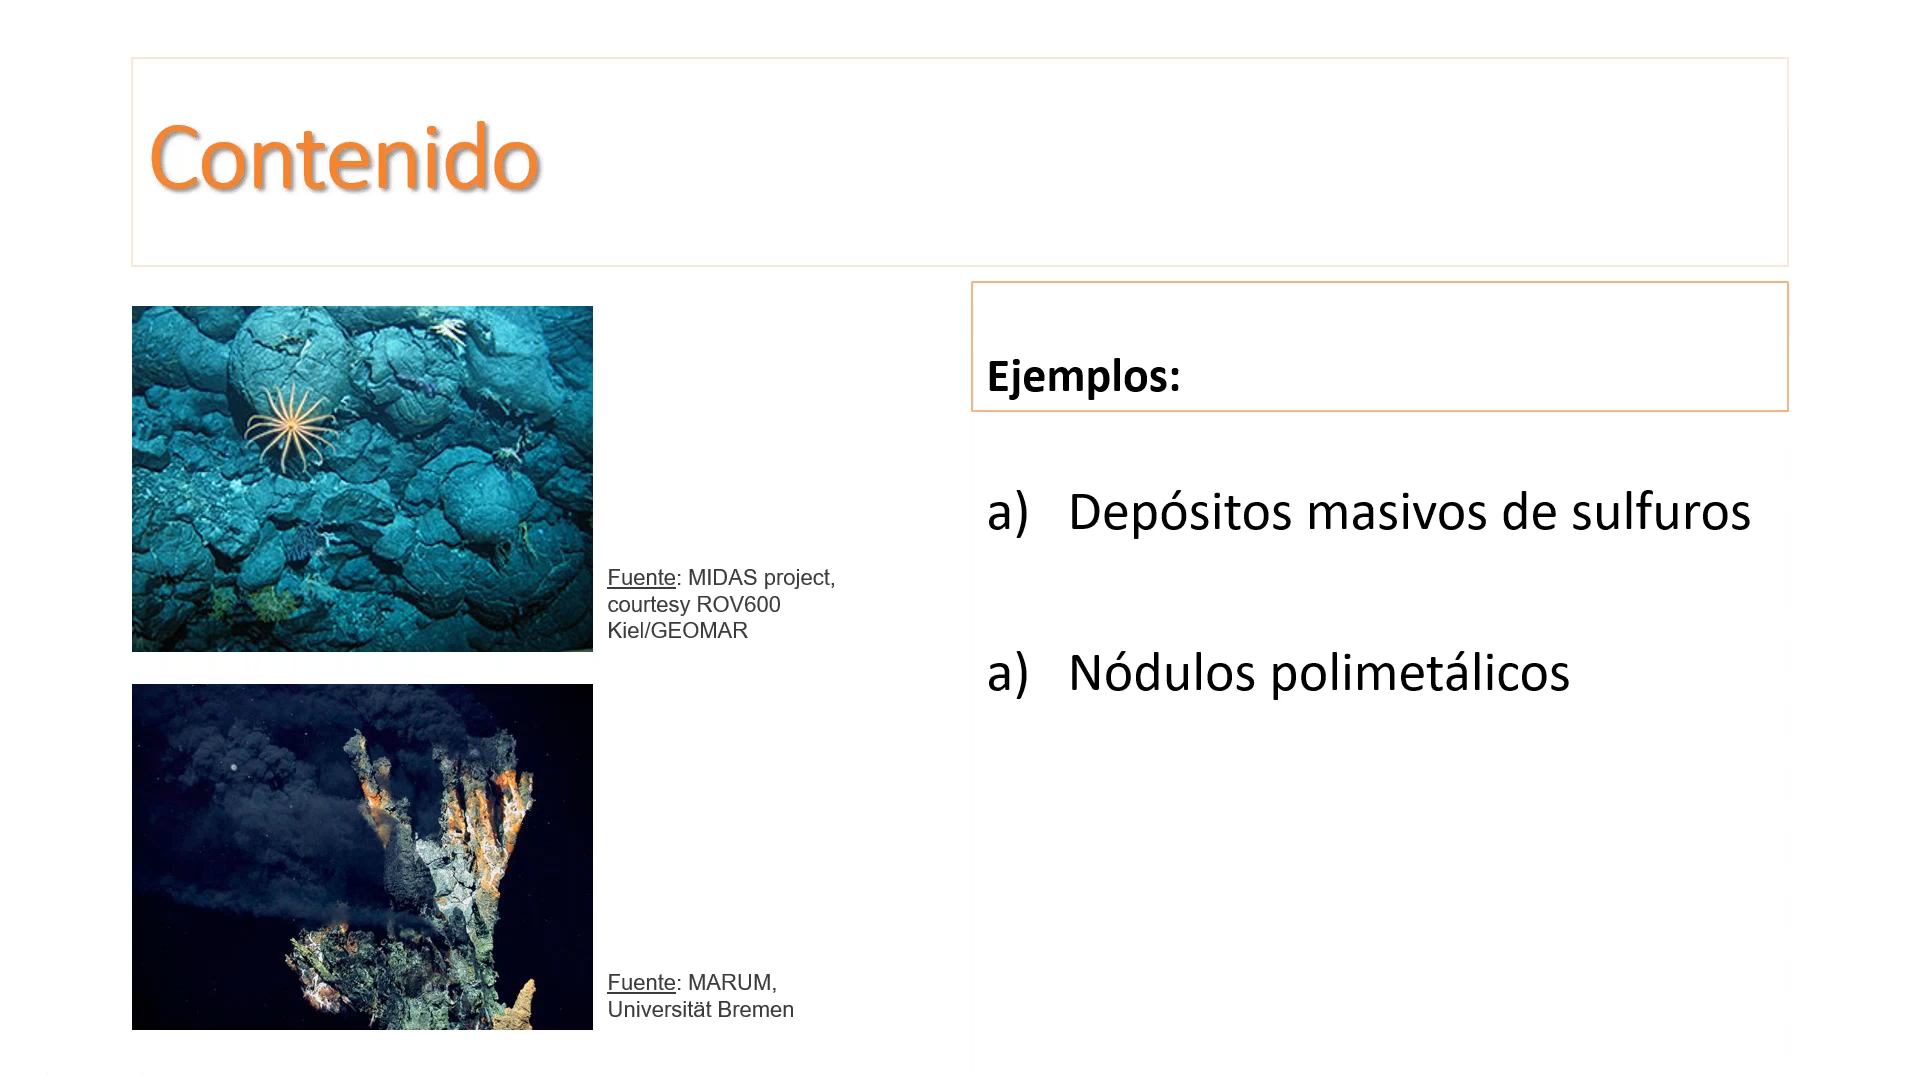 Contenido
Fuente: MIDAS project,
courtesy ROV600
Kiel/GEOMAR
Fuente: MARUM,
Universität Bremen
Ejemplos:
a) Depósitos masivos de sulfuros
a) Nódulos polimetálicos